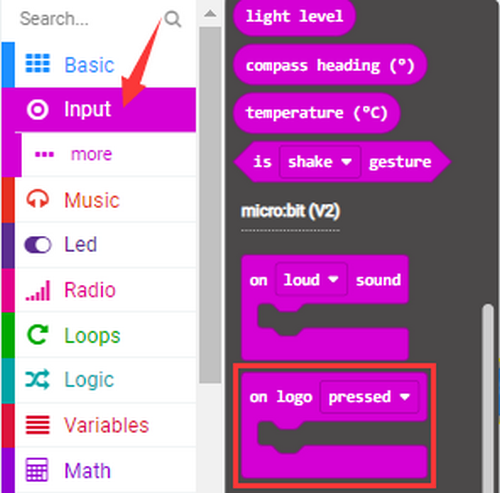 Search...
Basic
Input
more
Music
Led
Radio
Loops
Logic
Variables
Math
light level
compass heading (°)
temperature (°C)
is shake gesture
micro:bit (V2)
on loud sound
on logo pressed